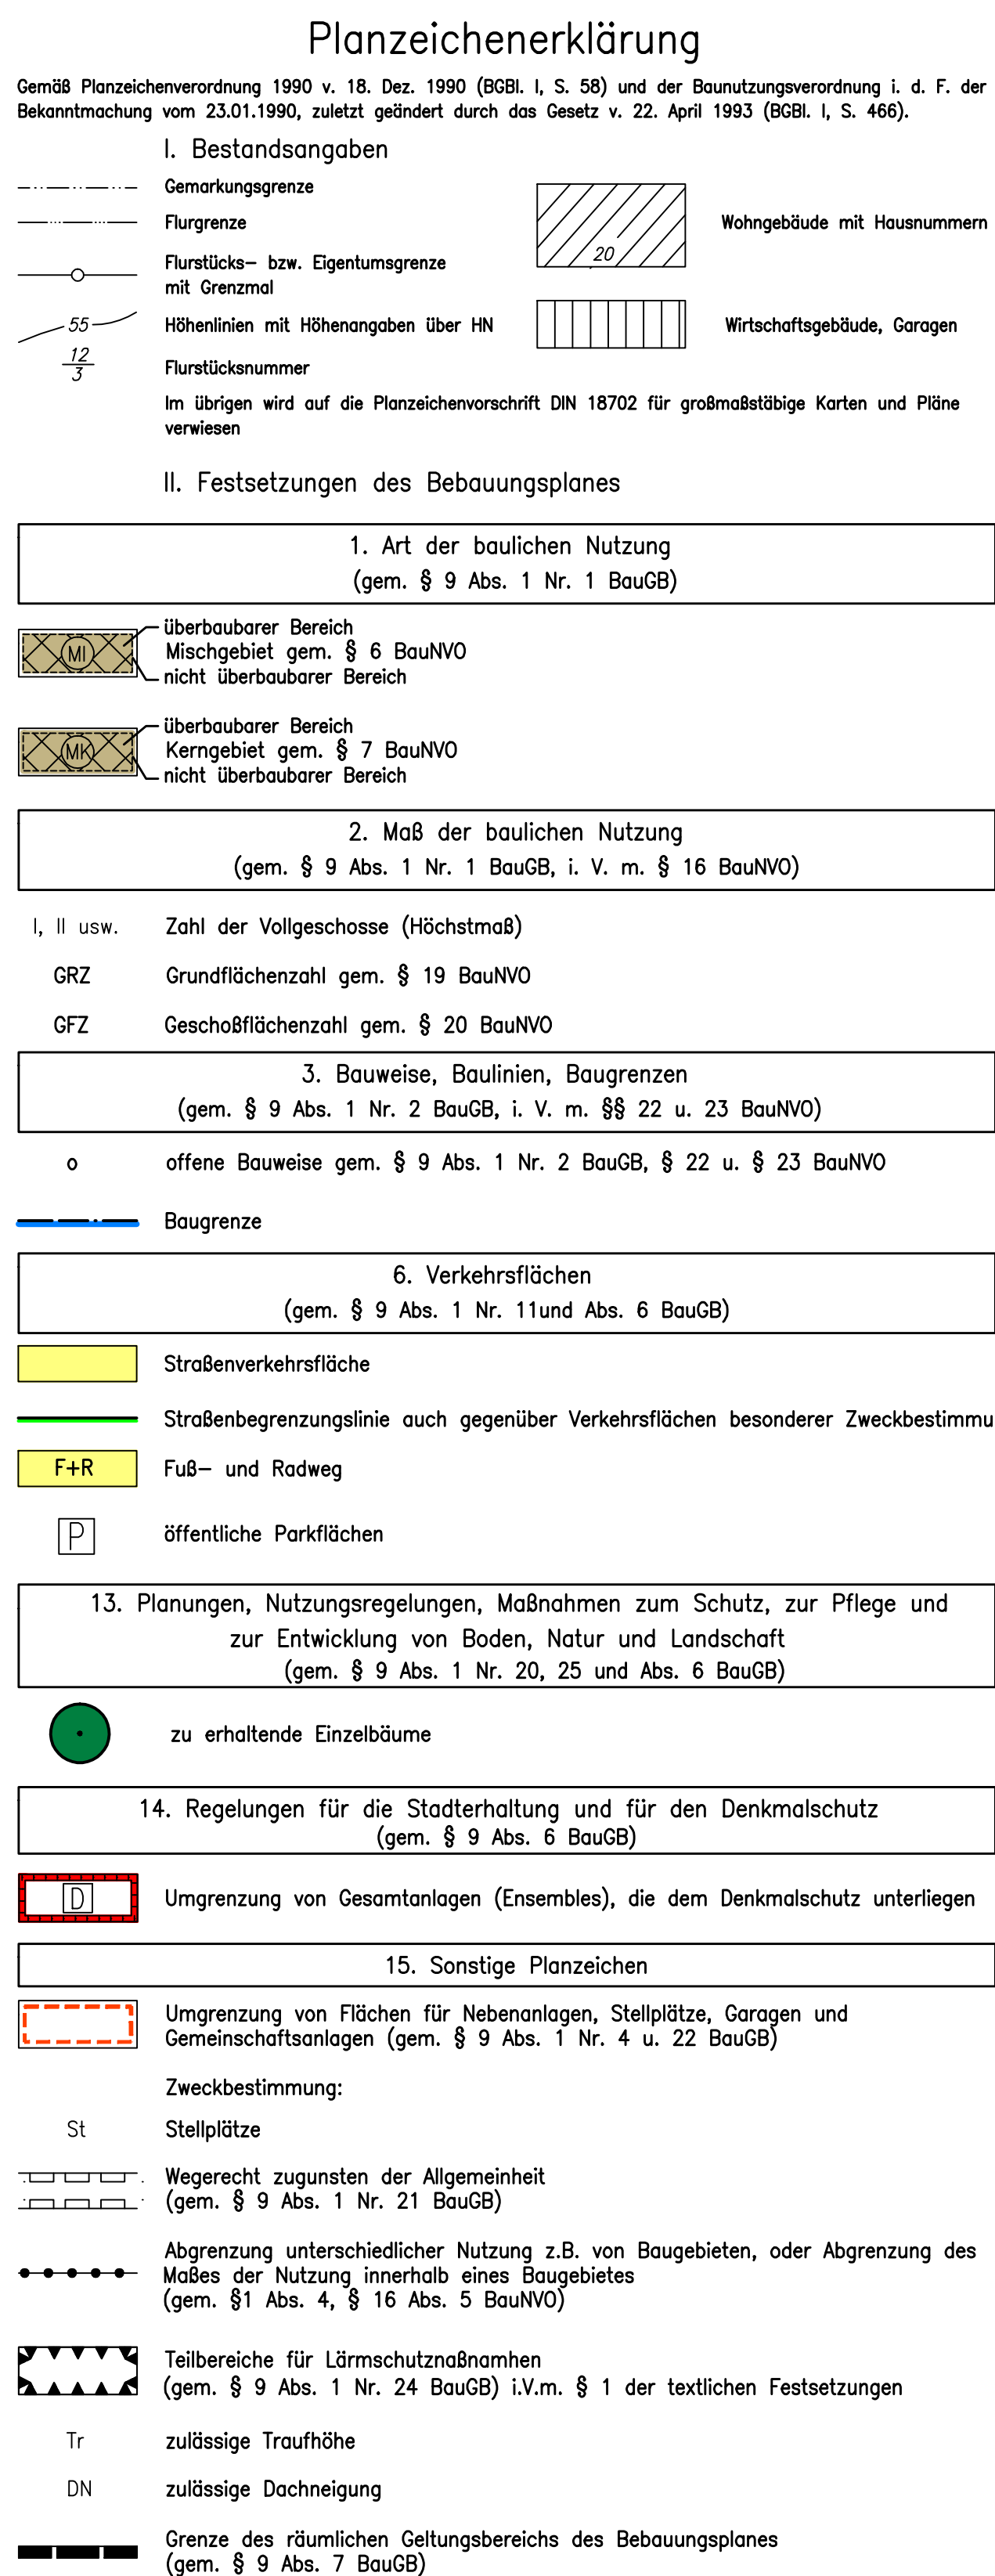 Planzeichenerklärung
Gemäß Planzeichenverordnung 1990 v. 18. Dez. 1990 (BGBl. I, S. 58) und der Baunutzungsverordnung i. d. F. der
Bekanntmachung vom 23.01.1990, zuletzt geändert durch das Gesetz v. 22. April 1993 (BGBl. I, S. 466).
I. Bestandsangaben
Gemarkungsgrenze
Flurgrenze
20
Wohngebäude mit Hausnummern
Flurstücks- bzw. Eigentumsgrenze
mit Grenzmal
55
Höhenlinien mit Höhenangaben über HN
Wirtschaftsgebäude, Garagen
12
3
Flurstücksnummer
Im übrigen wird auf die Planzeichenvorschrift DIN 18702 für großmaßstäbige Karten und Pläne
verwiesen
II. Festsetzungen des Bebauungsplanes
1. Art der baulichen Nutzung
(gem. § 9 Abs. 1 Nr. 1 BauGB)
überbaubarer Bereich
MI Mischgebiet gem. § 6 BauNVO
nicht überbaubarer Bereich
überbaubarer Bereich
MK Kerngebiet gem. § 7 BauNVO
nicht überbaubarer Bereich
2. Maß der baulichen Nutzung
(gem. § 9 Abs. 1 Nr. 1 BauGB, i. V. m. § 16 BauNVO)
I, II usw. Zahl der Vollgeschosse (Höchstmaß)
GRZ Grundflächenzahl gem. § 19 BauNVO
GFZ Geschoßflächenzahl gem. § 20 BauNVO
3. Bauweise, Baulinien, Baugrenzen
(gem. § 9 Abs. 1 Nr. 2 BauGB, i. V. m. §§ 22 u. 23 BauNVO)
o offene Bauweise gem. § 9 Abs. 1 Nr. 2 BauGB, § 22 u. § 23 BauNVO
Baugrenze
6. Verkehrsflächen
(gem. § 9 Abs. 1 Nr. 11und Abs. 6 BauGB)
Straßenverkehrsfläche
Straßenbegrenzungslinie auch gegenüber Verkehrsflächen besonderer Zweckbestimmu
F+R Fuß- und Radweg
P öffentliche Parkflächen
13. Planungen, Nutzungsregelungen, Maßnahmen zum Schutz, zur Pflege und
zur Entwicklung von Boden, Natur und Landschaft
(gem. § 9 Abs. 1 Nr. 20, 25 und Abs. 6 BauGB)
zu erhaltende Einzelbäume
14. Regelungen für die Stadterhaltung und für den Denkmalschutz
(gem. § 9 Abs. 6 BauGB)
D Umgrenzung von Gesamtanlagen (Ensembles), die dem Denkmalschutz unterliegen
15. Sonstige Planzeichen
Umgrenzung von Flächen für Nebenanlagen, Stellplätze, Garagen und
Gemeinschaftsanlagen (gem. § 9 Abs. 1 Nr. 4 u. 22 BauGB)
Zweckbestimmung:
St Stellplätze
Wegerecht zugunsten der Allgemeinheit
(gem. § 9 Abs. 1 Nr. 21 BauGB)
Abgrenzung unterschiedlicher Nutzung z.B. von Baugebieten, oder Abgrenzung des
Maßes der Nutzung innerhalb eines Baugebietes
(gem. §1 Abs. 4, § 16 Abs. 5 BauNVO)
Teilbereiche für Lärmschutznaßnamhen
(gem. § 9 Abs. 1 Nr. 24 BauGB) i.V.m. § 1 der textlichen Festsetzungen
Tr zulässige Traufhöhe
DN zulässige Dachneigung
Grenze des räumlichen Geltungsbereichs des Bebauungsplanes
(gem. § 9 Abs. 7 BauGB)